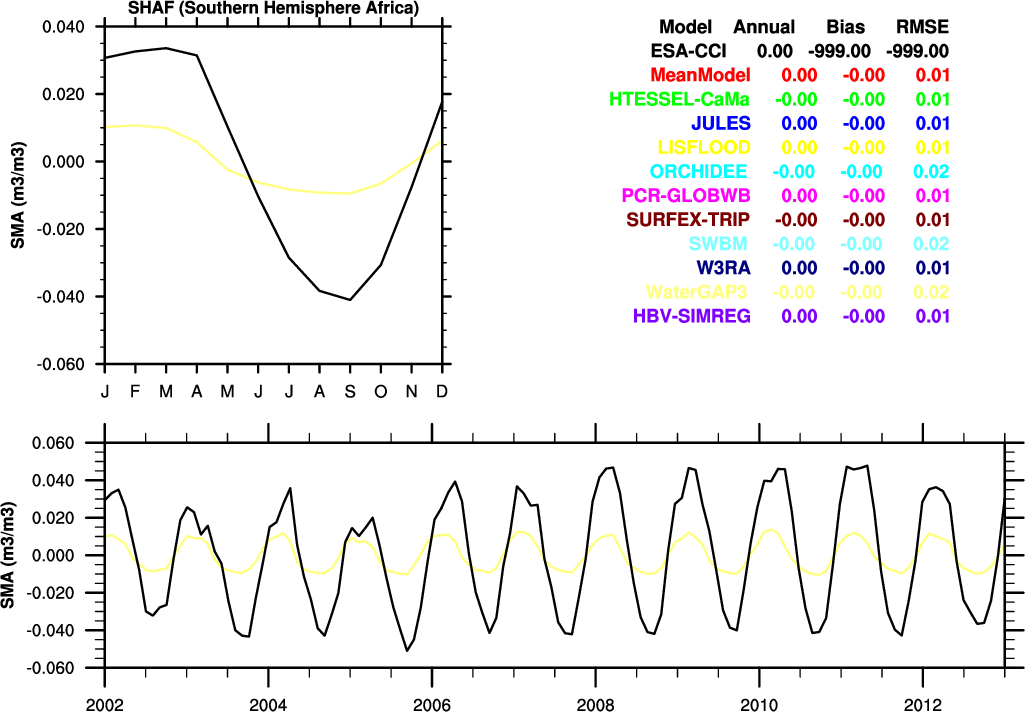 SHAF (Southern Hemisphere Africa)
0.040
0.020
0.000
-0.020
-0.040
-0.060
SMA (m3/m3)
J F M A M J J A S O N D
Model Annual Bias RMSE
ESA-CCI 0.00 -999.00 -999.00
MeanModel 0.00 -0.00 0.01
HTESSEL-CaMa -0.00 -0.00 0.01
JULES 0.00 -0.00 0.01
LISFLOOD 0.00 -0.00 0.01
ORCHIDEE -0.00 -0.00 0.02
PCR-GLOBWB 0.00 -0.00 0.01
SURFEX-TRIP -0.00 -0.00 0.01
SWBM -0.00 -0.00 0.02
W3RA 0.00 -0.00 0.01
WaterGAP3 -0.00 -0.00 0.02
HBV-SIMREG 0.00 -0.00 0.01
0.060
0.040
0.020
0.000
-0.020
-0.040
-0.060
SMA (m3/m3)
2002 2004 2006 2008 2010 2012